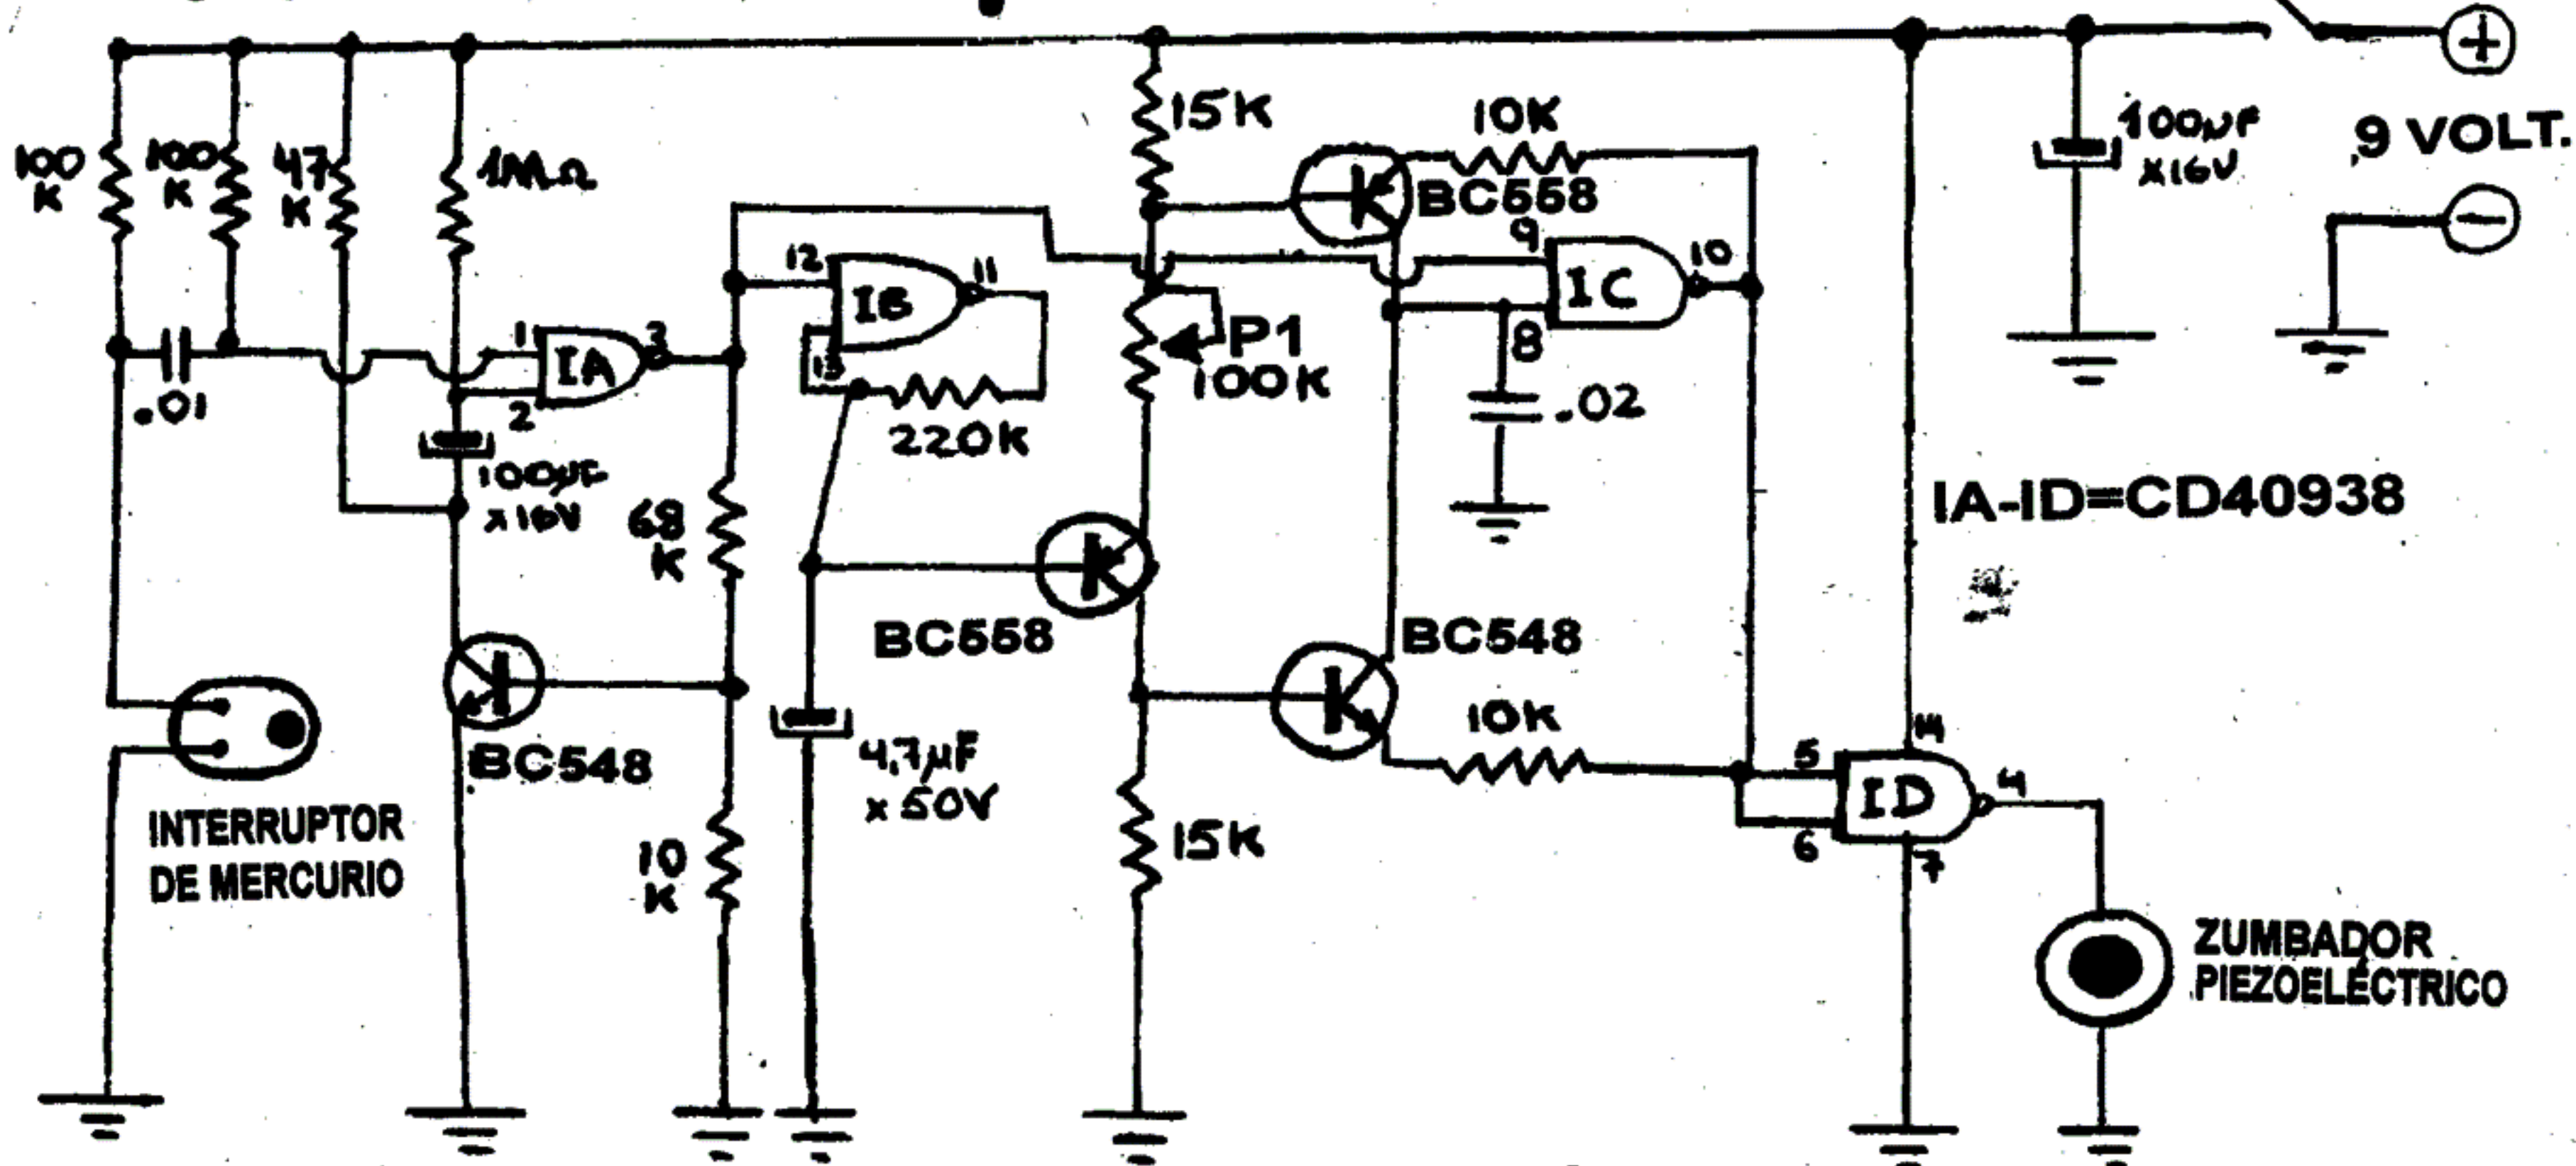 100
K
100
K
47
K
1MΩ
15K
10K
BC558
100µF
x16V
+
9 VOLT.
-
.01
1
2
3
IA
100µF
x16V
12
13
11
IB
220K
P1
100K
9
8
10
IC
.02
IA-ID=CD40938
68
K
BC558
BC548
BC548
10K
4,7µF
x 50V
10
K
15K
5
6
14
4
7
ID
INTERRUPTOR
DE MERCURIO
ZUMBADOR
PIEZOELÉCTRICO